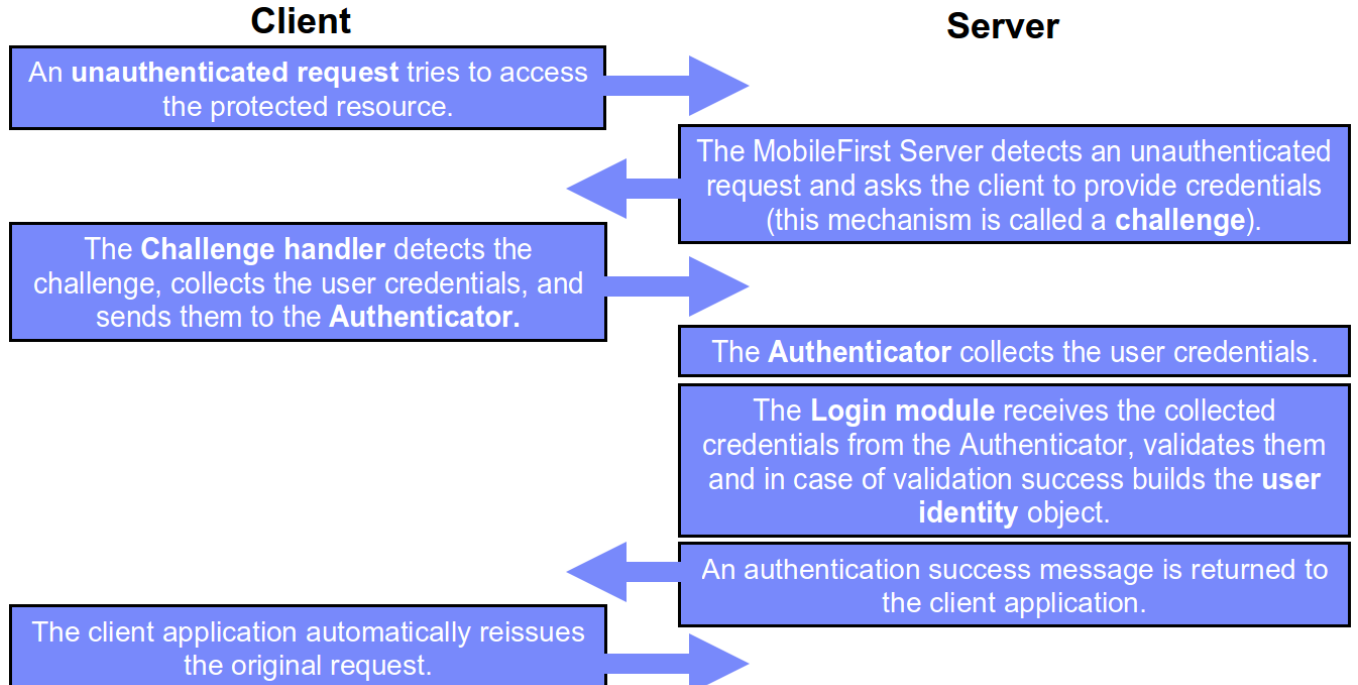 Client
Server
An unauthenticated request tries to access
the protected resource.
The MobileFirst Server detects an unauthenticated
request and asks the client to provide credentials
(this mechanism is called a challenge).
The Challenge handler detects the
challenge, collects the user credentials, and
sends them to the Authenticator.
The Authenticator collects the user credentials.
The Login module receives the collected
credentials from the Authenticator, validates them
and in case of validation success builds the user
identity object.
An authentication success message is returned to
the client application.
The client application automatically reissues
the original request.